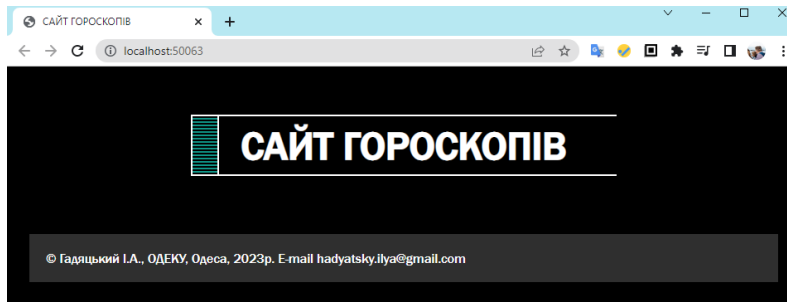 САЙТ ГОРОСКОПІВ
localhost:50063
САЙТ ГОРОСКОПІВ
© Гадяцький І.А., ОДЕКУ, Одеса, 2023р. E-mail hadyatsky.ilya@gmail.com